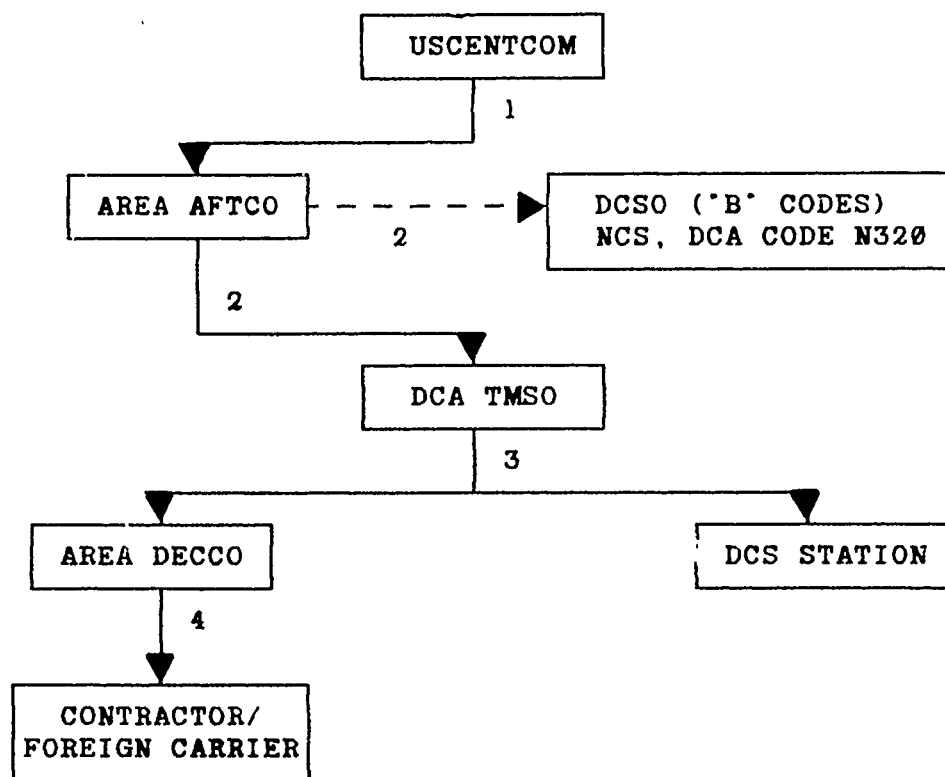 USCENTCOM
1
AREA AFTCO
2
DCSO ("B" CODES)
NCS, DCA CODE N320
2
DCA TMSO
3
AREA DECCO
DCS STATION
4
CONTRACTOR/
FOREIGN CARRIER